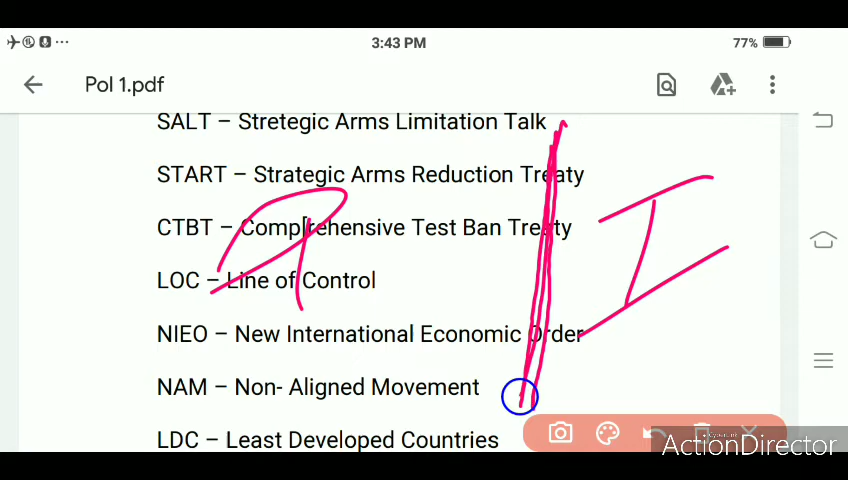 3:43 PM
77%
Pol 1.pdf
SALT – Stretegic Arms Limitation Talk
START – Strategic Arms Reduction Treaty
CTBT – Comp[rehensive Test Ban Treaty
LOC – Line of Control
NIEO – New International Economic Order
NAM – Non- Aligned Movement
LDC – Least Developed Countries
ActionDirector